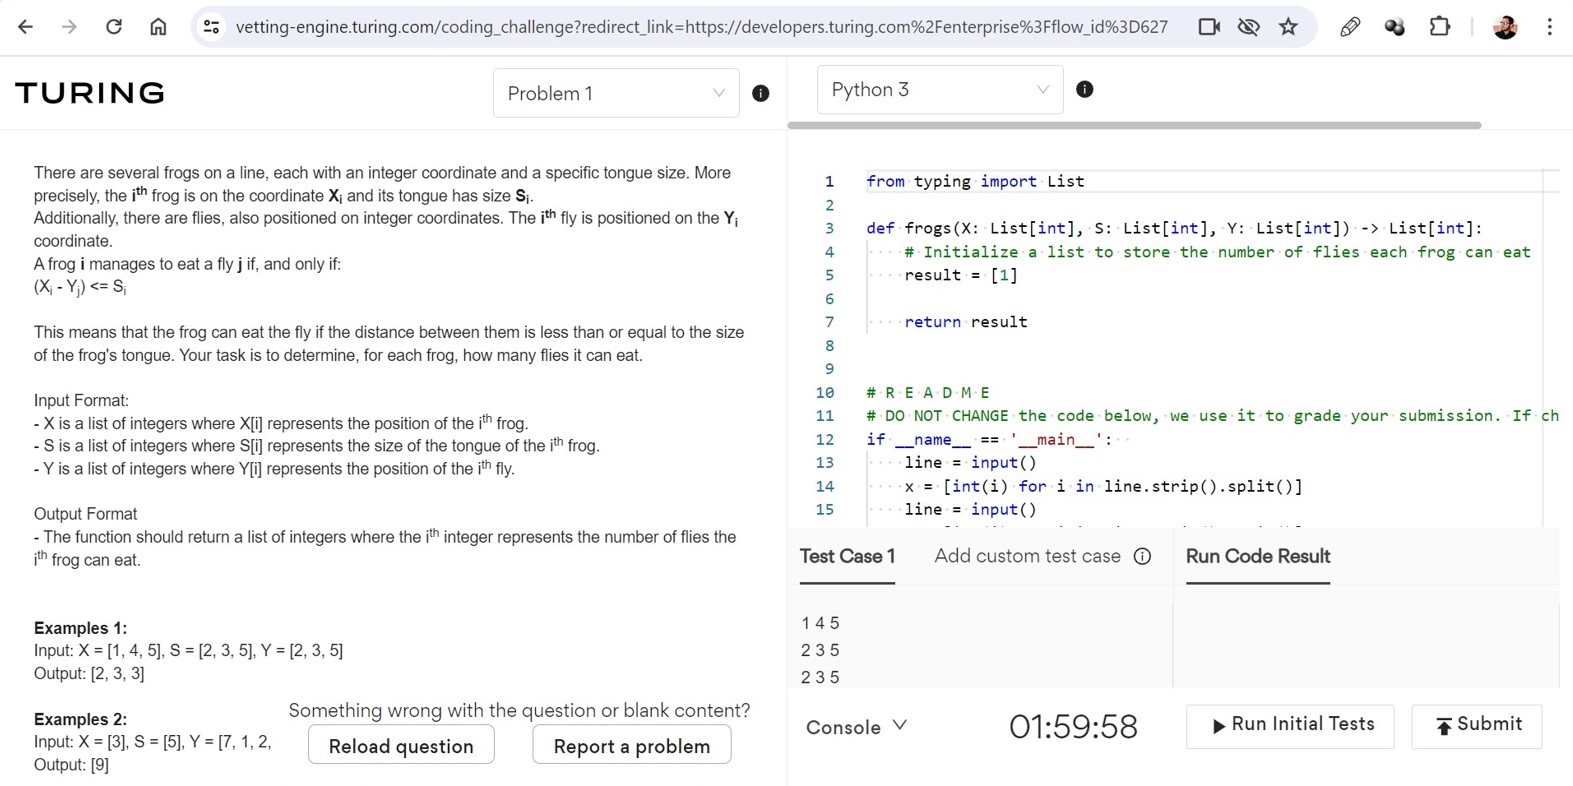 vetting-engine.turing.com/coding_challenge?redirect_link=https://developers.turing.com%2Fenterprise%3Fflow_id%3D627
TURING
Problem 1
Python 3
There are several frogs on a line, each with an integer coordinate and a specific tongue size. More
precisely, the ith frog is on the coordinate Xi and its tongue has size Si.
Additionally, there are flies, also positioned on integer coordinates. The ith fly is positioned on the Yi
coordinate.
A frog i manages to eat a fly j if, and only if:
(Xi - Yj) <= Si
This means that the frog can eat the fly if the distance between them is less than or equal to the size
of the frog's tongue. Your task is to determine, for each frog, how many flies it can eat.
Input Format:
- X is a list of integers where X[i] represents the position of the ith frog.
- S is a list of integers where S[i] represents the size of the tongue of the ith frog.
- Y is a list of integers where Y[i] represents the position of the ith fly.
Output Format
- The function should return a list of integers where the ith integer represents the number of flies the
ith frog can eat.
Examples 1:
Input: X = [1, 4, 5], S = [2, 3, 5], Y = [2, 3, 5]
Output: [2, 3, 3]
Examples 2:
Input: X = [3], S = [5], Y = [7, 1, 2,
Output: [9]
Something wrong with the question or blank content?
Reload question
Report a problem
1 from typing import List
2
3 def frogs(X: List[int], S: List[int], Y: List[int]) -> List[int]:
4 # Initialize a list to store the number of flies each frog can eat
5 result = [1]
6
7 return result
8
9
10 # R E A D M E
11 # DO NOT CHANGE the code below, we use it to grade your submission. If ch
12 if __name__ == '__main__':
13 line = input()
14 x = [int(i) for i in line.strip().split()]
15 line = input()
Test Case 1
Add custom test case
Run Code Result
1 4 5
2 3 5
2 3 5
Console
01:59:58
Run Initial Tests
Submit